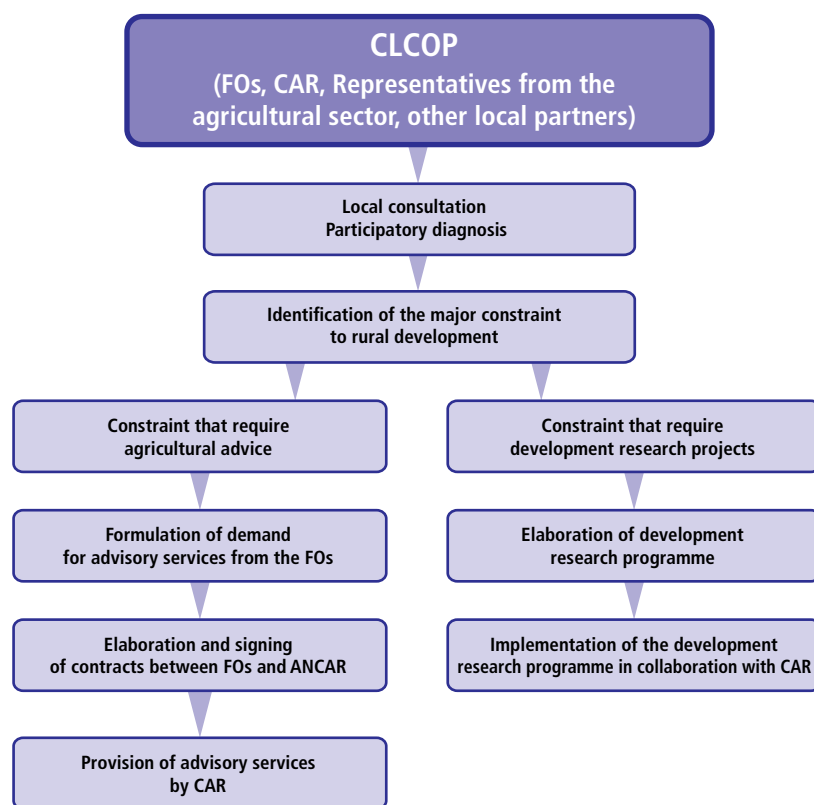 CLCOP
(FOs, CAR, Representatives from the
agricultural sector, other local partners)
Local consultation
Participatory diagnosis
Identification of the major constraint
to rural development
Constraint that require
agricultural advice
Formulation of demand
for advisory services from the FOs
Elaboration and signing
of contracts between FOs and ANCAR
Provision of advisory services
by CAR
Constraint that require
development research projects
Elaboration of development
research programme
Implementation of the development
research programme in collaboration with CAR